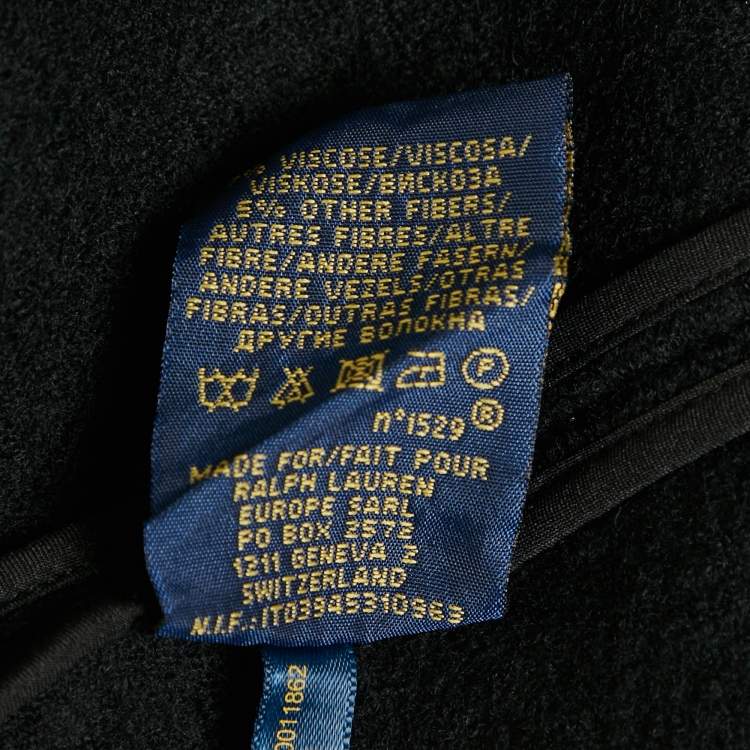 % VISCOSE/VISCOSA/
VISKOSE/ВИСКОЗА
5% OTHER FIBERS/
AUTRES FIBRES/ALTRE
FIBRE/ANDERE FASERN/
ANDERE VEZELS/OTRAS
FIBRAS/OUTRAS FIBRAS/
ДРУГИЕ ВОЛОКНА
P
n°1529 ®
MADE FOR/FAIT POUR
RALPH LAUREN
EUROPE SARL
PO BOX 2572
1211 GENEVA 2
SWITZERLAND
N.I.F.:IT03945310963
0011862